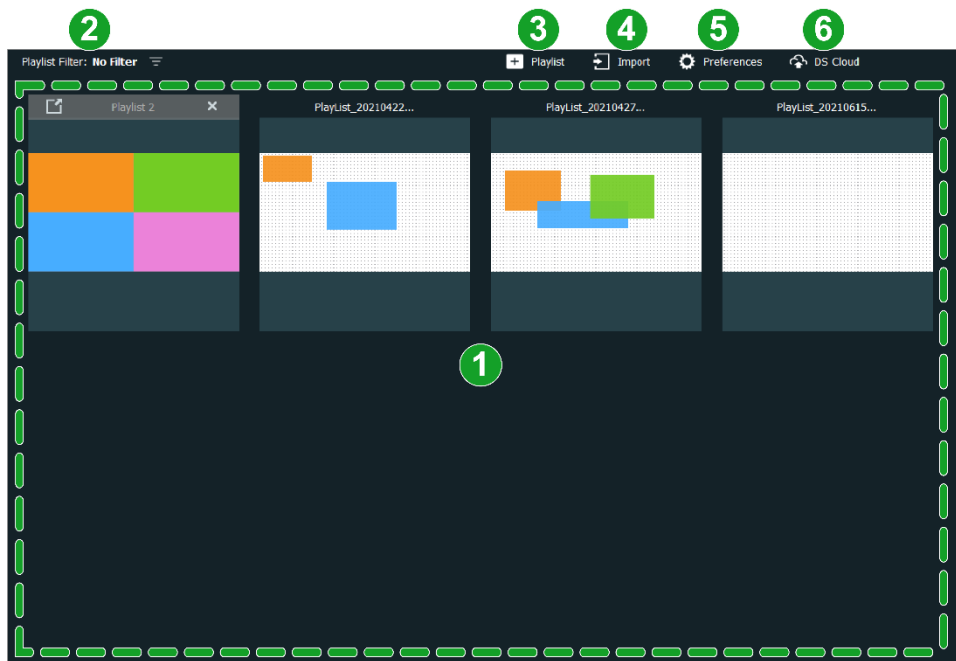 2 3 4 5 6
Playlist Filter: No Filter Playlist Import Preferences DS Cloud
Playlist 2 PlayList_20210422... PlayList_20210427... PlayList_20210615...
1